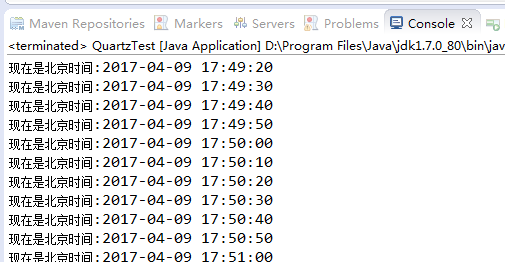 Maven Repositories Markers Servers Problems Console
<terminated> QuartzTest [Java Application] D:\Program Files\Java\jdk1.7.0_80\bin\jav
现在是北京时间:2017-04-09 17:49:20
现在是北京时间:2017-04-09 17:49:30
现在是北京时间:2017-04-09 17:49:40
现在是北京时间:2017-04-09 17:49:50
现在是北京时间:2017-04-09 17:50:00
现在是北京时间:2017-04-09 17:50:10
现在是北京时间:2017-04-09 17:50:20
现在是北京时间:2017-04-09 17:50:30
现在是北京时间:2017-04-09 17:50:40
现在是北京时间:2017-04-09 17:50:50
现在是北京时间:2017-04-09 17:51:00